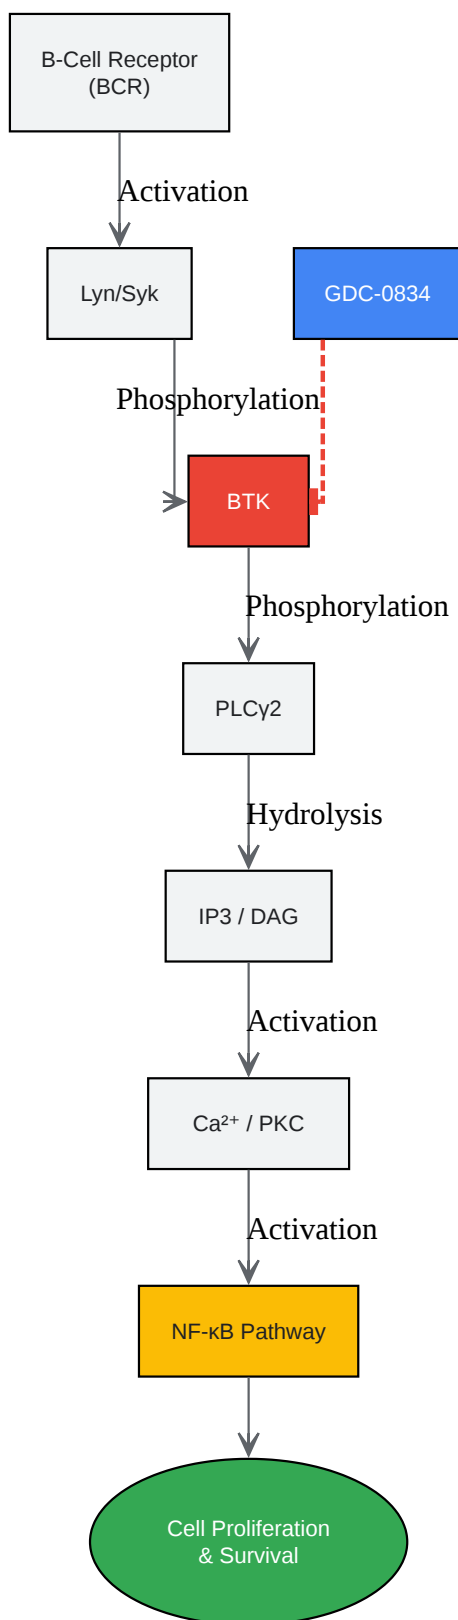 B-Cell Receptor
(BCR)
Activation
Lyn/Syk
GDC-0834
Phosphorylation
BTK
Phosphorylation
PLCγ2
Hydrolysis
IP3 / DAG
Activation
Ca²⁺ / PKC
Activation
NF-κB Pathway
Cell Proliferation
& Survival